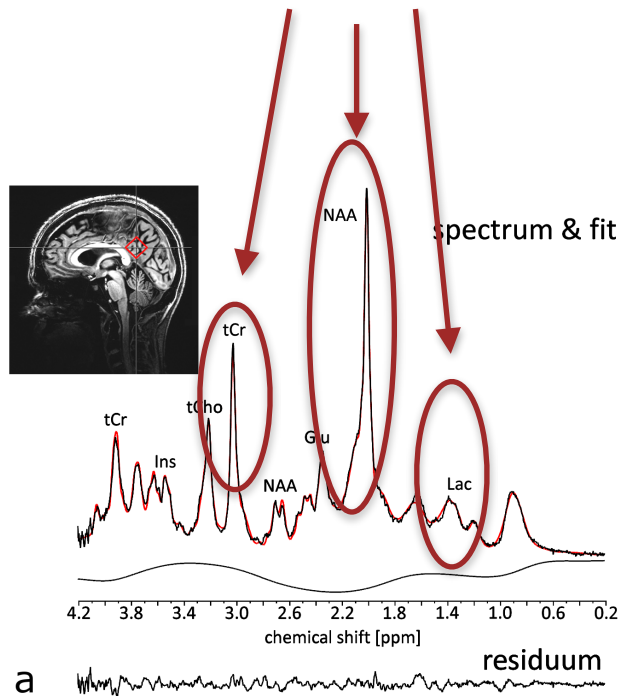 NAA
spectrum & fit
tCr
tCho
tCr
Glu
Ins
NAA
Lac
4.2 3.8 3.4 3.0 2.6 2.2 1.8 1.4 1.0 0.6 0.2
chemical shift [ppm]
residuum
a